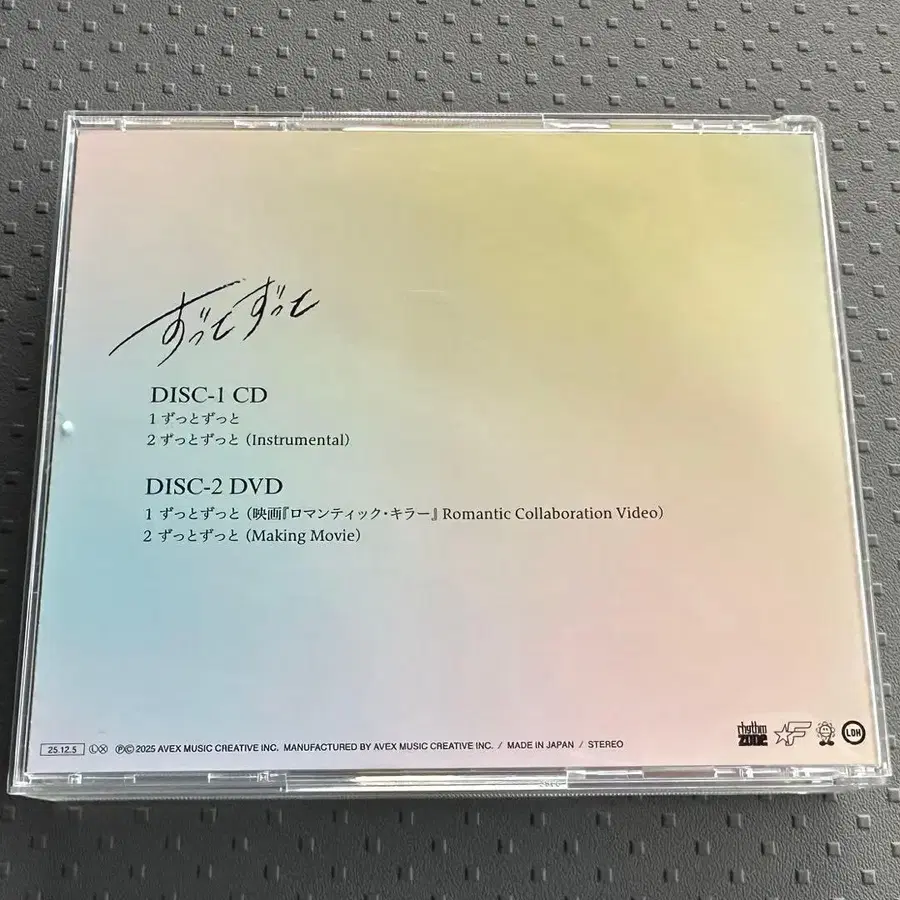 ずっとずっと
DISC-1 CD
1 ずっとずっと
2 ずっとずっと (Instrumental)
DISC-2 DVD
1 ずっとずっと (映画『ロマンティック・キラー』 Romantic Collaboration Video)
2 ずっとずっと (Making Movie)
25.12.5 ⓁⓍ ⓅⒸ 2025 AVEX MUSIC CREATIVE INC. MANUFACTURED BY AVEX MUSIC CREATIVE INC. / MADE IN JAPAN / STEREO
rhythm zone F LDH